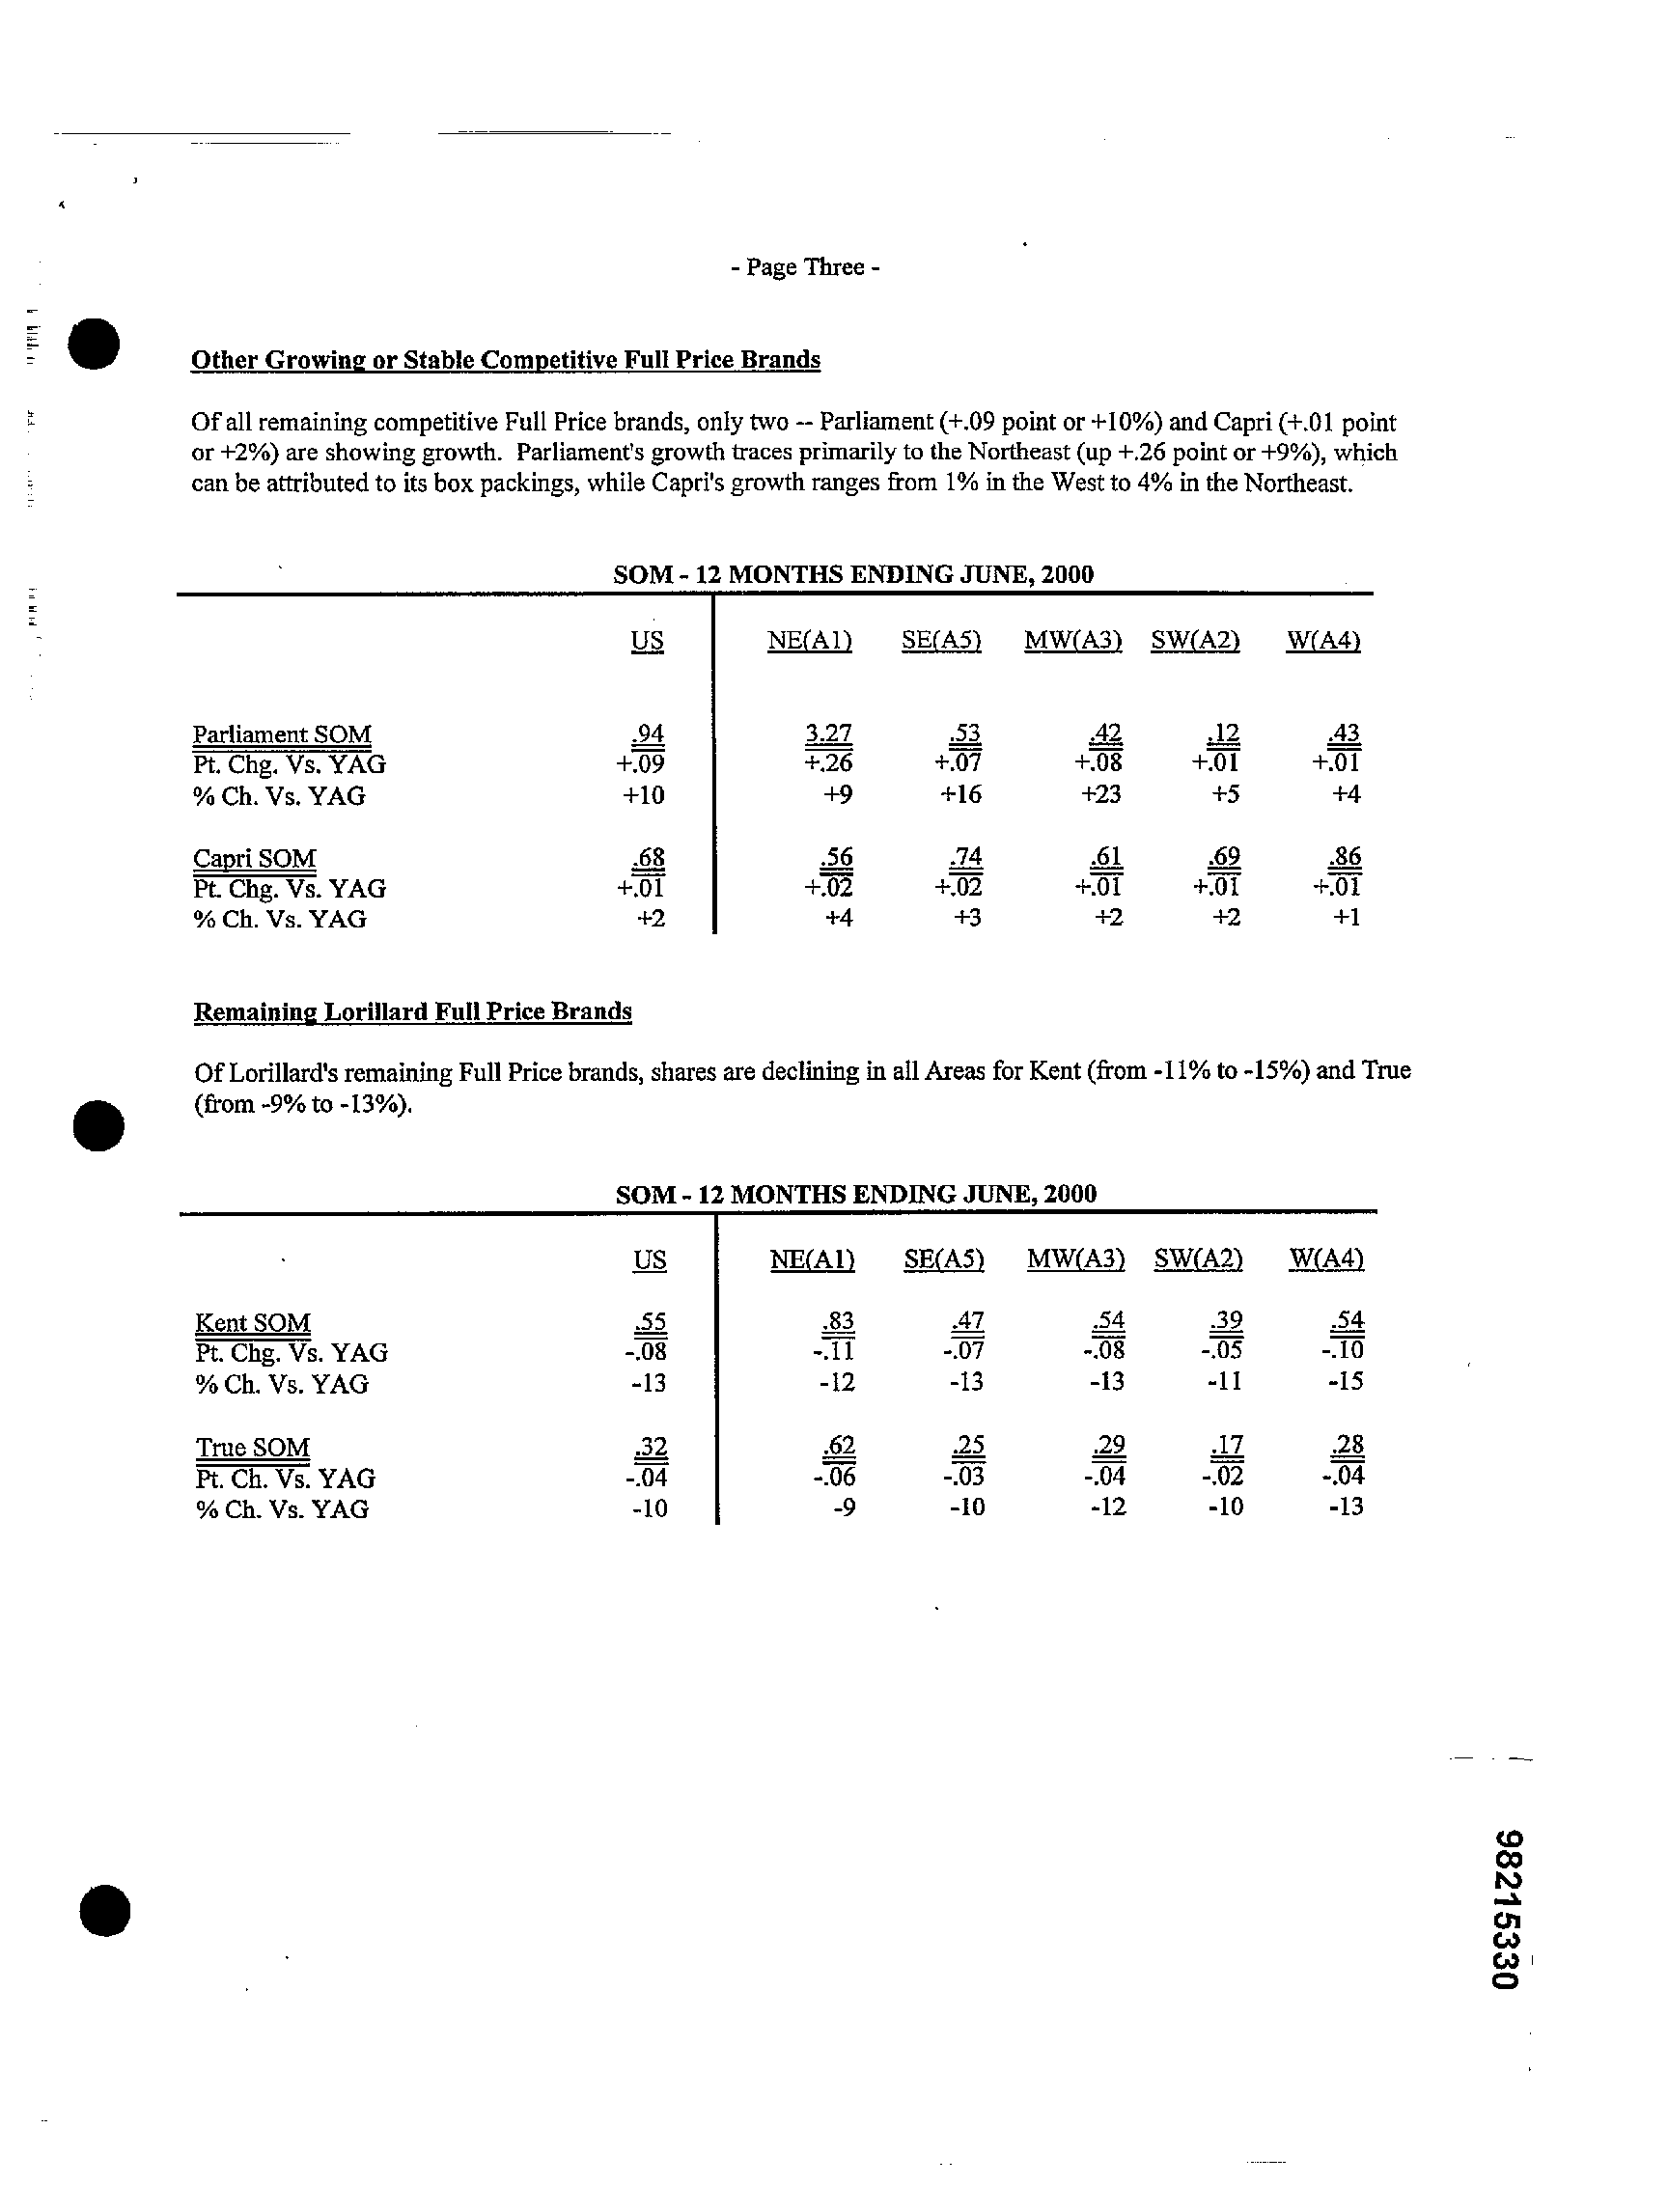 - Page Three -
Other Growing or Stable Competitive Full Price Brands
Of all remaining competitive Full Price brands, only two -- Parliament (+.09 point or +10%) and Capri (+.01 point
or +2%) are showing growth. Parliament's growth traces primarily to the Northeast (up +.26 point or +9%), which
can be attributed to its box packings, while Capri's growth ranges from 1% in the West to 4% in the Northeast.
SOM - 12 MONTHS ENDING JUNE, 2000
US NE(A1) SE(A5) MW(A3) SW(A2) W(A4)
Parliament SOM .94 3.27 .53 .42 .12 .43
Pt. Chg. Vs. YAG +.09 +.26 +.07 +.08 +.01 +.01
% Ch. Vs. YAG +10 +9 +16 +23 +5 +4
Capri SOM .68 .56 .74 .61 .69 .86
Pt. Chg. Vs. YAG +.01 +.02 +.02 +.01 +.01 +.01
% Ch. Vs. YAG +2 +4 +3 +2 +2 +1
Remaining Lorillard Full Price Brands
Of Lorillard's remaining Full Price brands, shares are declining in all Areas for Kent (from -11% to -15%) and True
(from -9% to -13%).
SOM - 12 MONTHS ENDING JUNE, 2000
US NE(A1) SE(A5) MW(A3) SW(A2) W(A4)
Kent SOM .55 .83 .47 .54 .39 .54
Pt. Chg. Vs. YAG -.08 -.11 -.07 -.08 -.05 -.10
% Ch. Vs. YAG -13 -12 -13 -13 -11 -15
True SOM .32 .62 .25 .29 .17 .28
Pt. Ch. Vs. YAG -.04 -.06 -.03 -.04 -.02 -.04
% Ch. Vs. YAG -10 -9 -10 -12 -10 -13
98215330